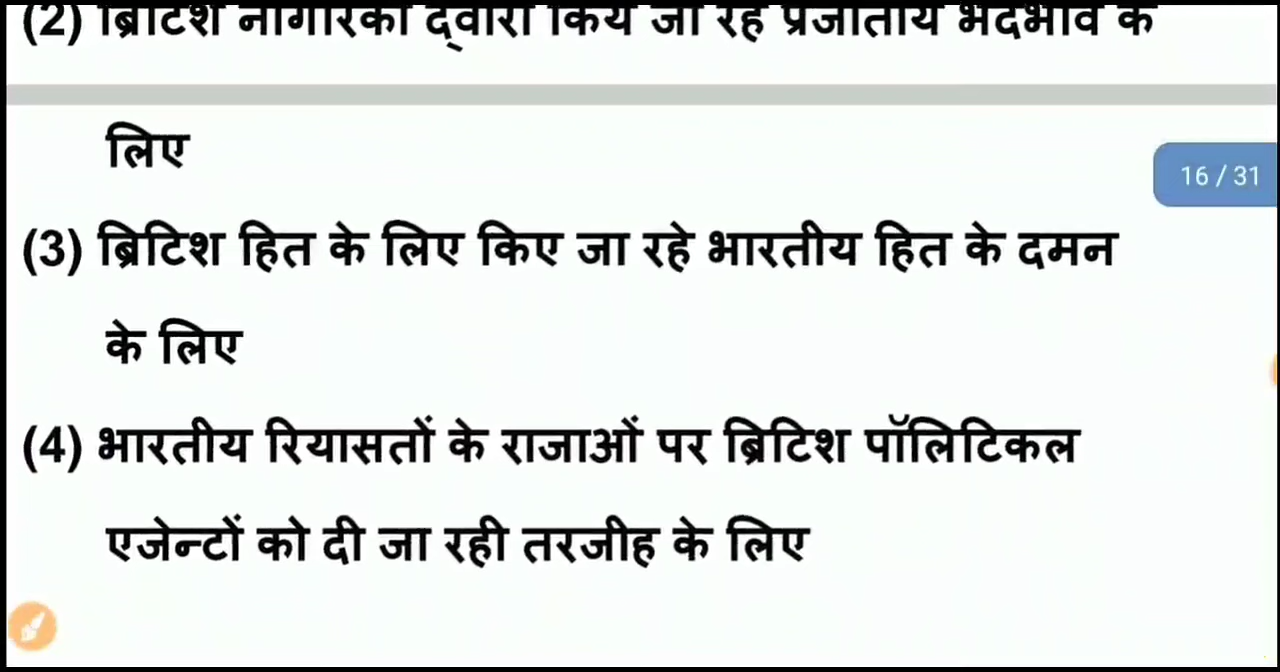 (2) ब्रिटिश नागरिकों द्वारा किये जा रहे प्रजातीय भेदभाव के
लिए
16 / 31
(3) ब्रिटिश हित के लिए किए जा रहे भारतीय हित के दमन
के लिए
(4) भारतीय रियासतों के राजाओं पर ब्रिटिश पॉलिटिकल
एजेन्टों को दी जा रही तरजीह के लिए